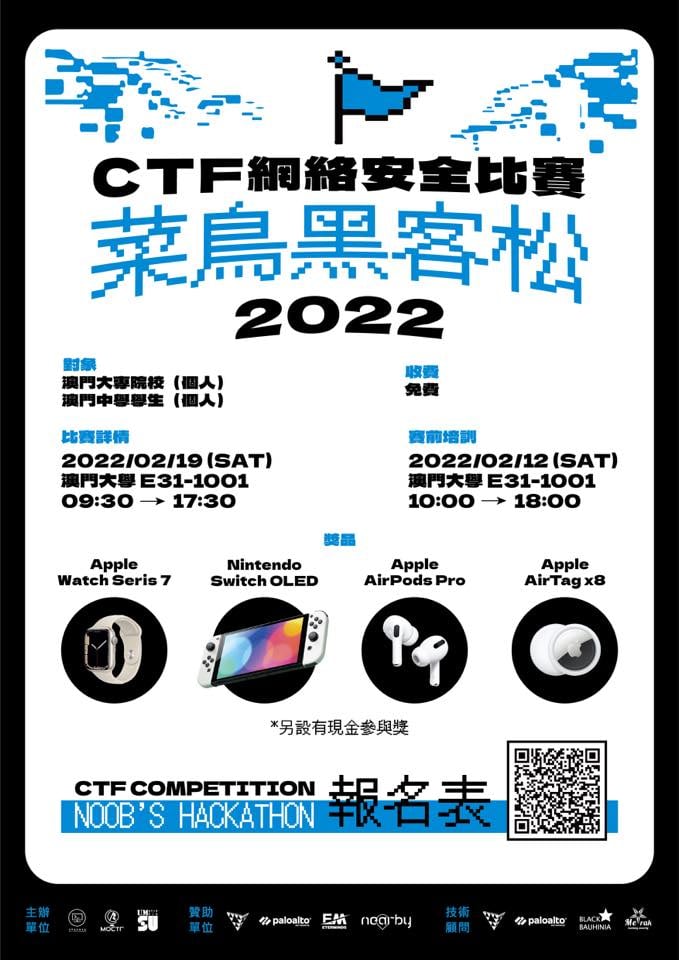 CTF網絡安全比賽
菜鳥黑客松
2022
對象
澳門大專院校（個人）
澳門中學學生（個人）
收費
免費
比賽詳情
2022/02/19 (SAT)
澳門大學 E31-1001
09:30 → 17:30
賽前培訓
2022/02/12 (SAT)
澳門大學 E31-1001
10:00 → 18:00
獎品
Apple
Watch Seris 7
Nintendo
Switch OLED
Apple
AirPods Pro
Apple
AirTag x8
*另設有現金參與獎
CTF COMPETITION
NOOB'S HACKATHON
報名表
主辦
單位
MOCTF
UM
SU
贊助
單位
paloalto
EM
ETERMINDS
nearby
技術
顧問
paloalto
BLACK
BAUHINIA